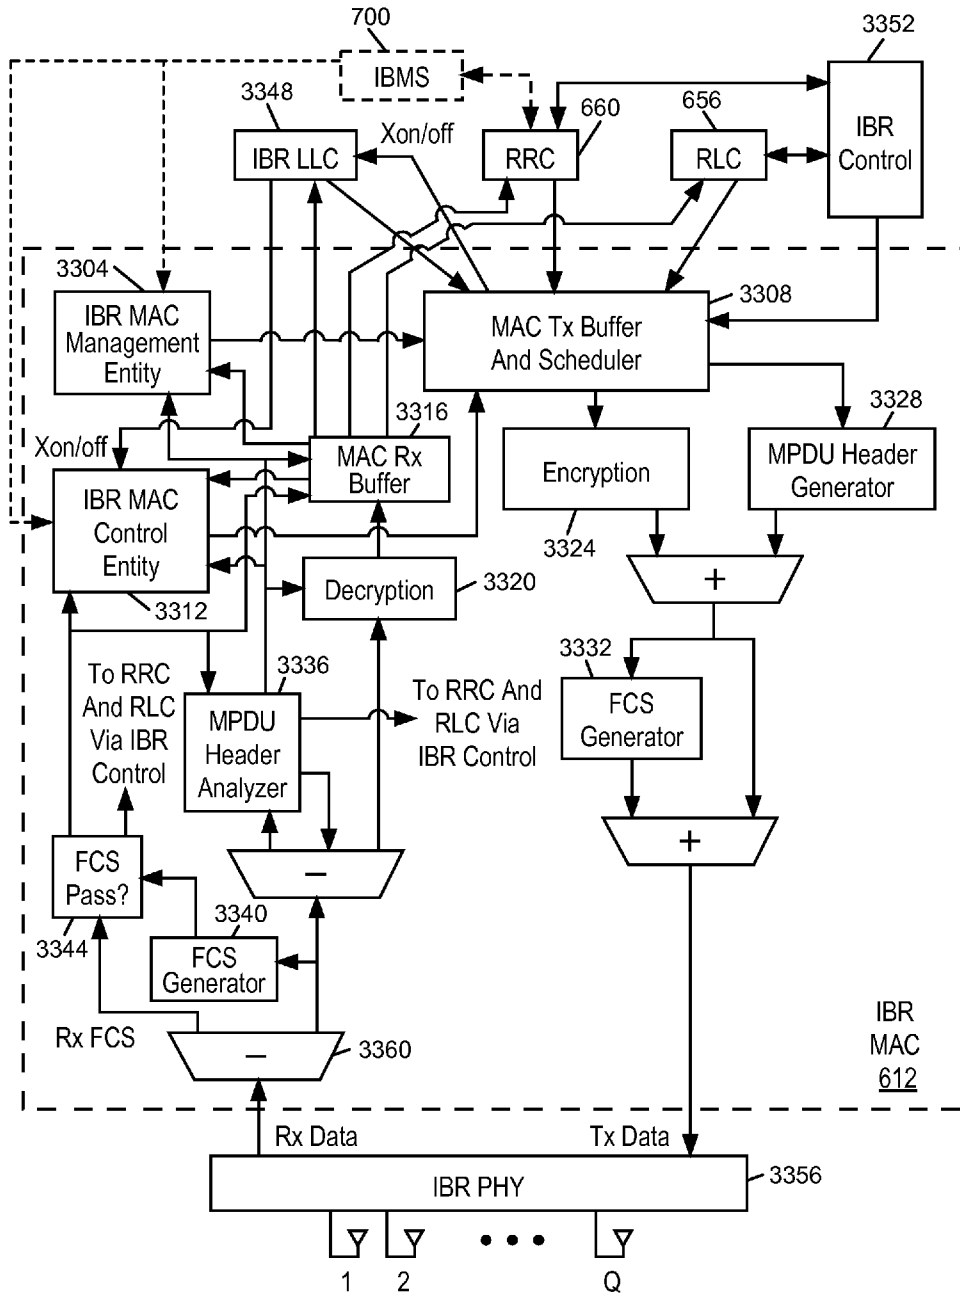 700
3352
IBMS
3348
660
656
Xon/off
IBR
Control
IBR LLC
RRC
RLC
3304
3308
IBR MAC
Management
Entity
MAC Tx Buffer
And Scheduler
3316
3328
Xon/off
MAC Rx
Buffer
MPDU Header
Generator
Encryption
IBR MAC
Control
Entity
3324
+
Decryption
3320
3312
3332
3336
To RRC
And RLC
Via IBR
Control
To RRC And
RLC Via
IBR Control
MPDU
Header
Analyzer
FCS
Generator
+
FCS
Pass?
−
3340
3344
FCS
Generator
Rx FCS
−
3360
IBR
MAC
612
Rx Data
Tx Data
IBR PHY
3356
1
2
Q